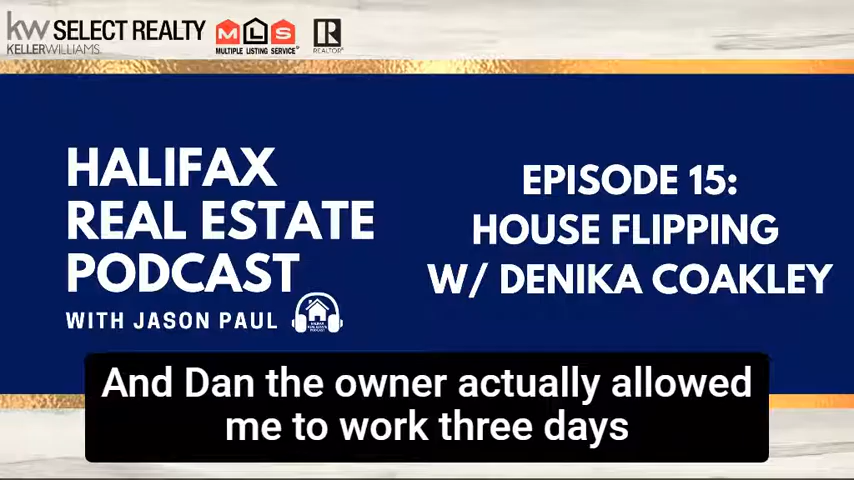 kw SELECT REALTY
KELLERWILLIAMS.
MLS
MULTIPLE LISTING SERVICE®
R
REALTOR®
HALIFAX
REAL ESTATE
PODCAST
WITH JASON PAUL
EPISODE 15:
HOUSE FLIPPING
W/ DENIKA COAKLEY
And Dan the owner actually allowed
me to work three days